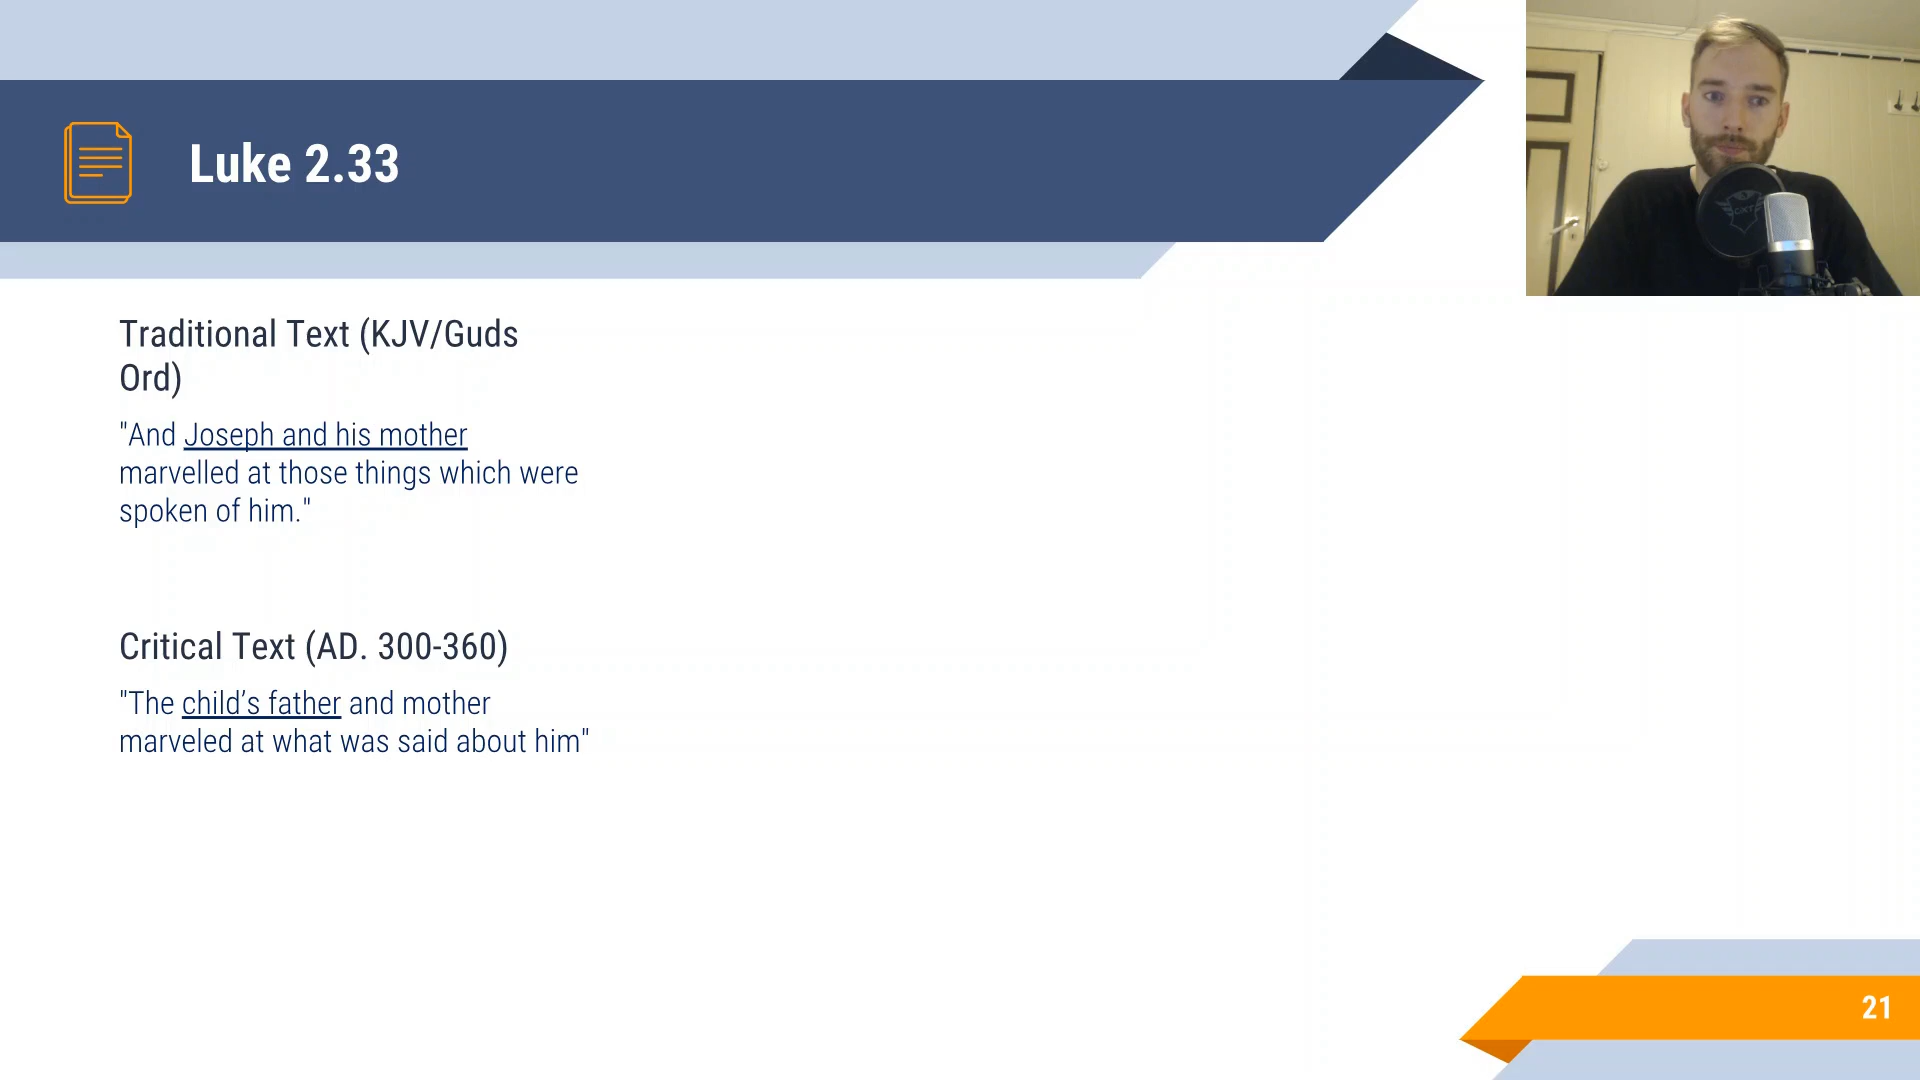 Luke 2.33
Traditional Text (KJV/Guds
Ord)
"And Joseph and his mother
marvelled at those things which were
spoken of him."
Critical Text (AD. 300-360)
"The child’s father and mother
marveled at what was said about him"
21